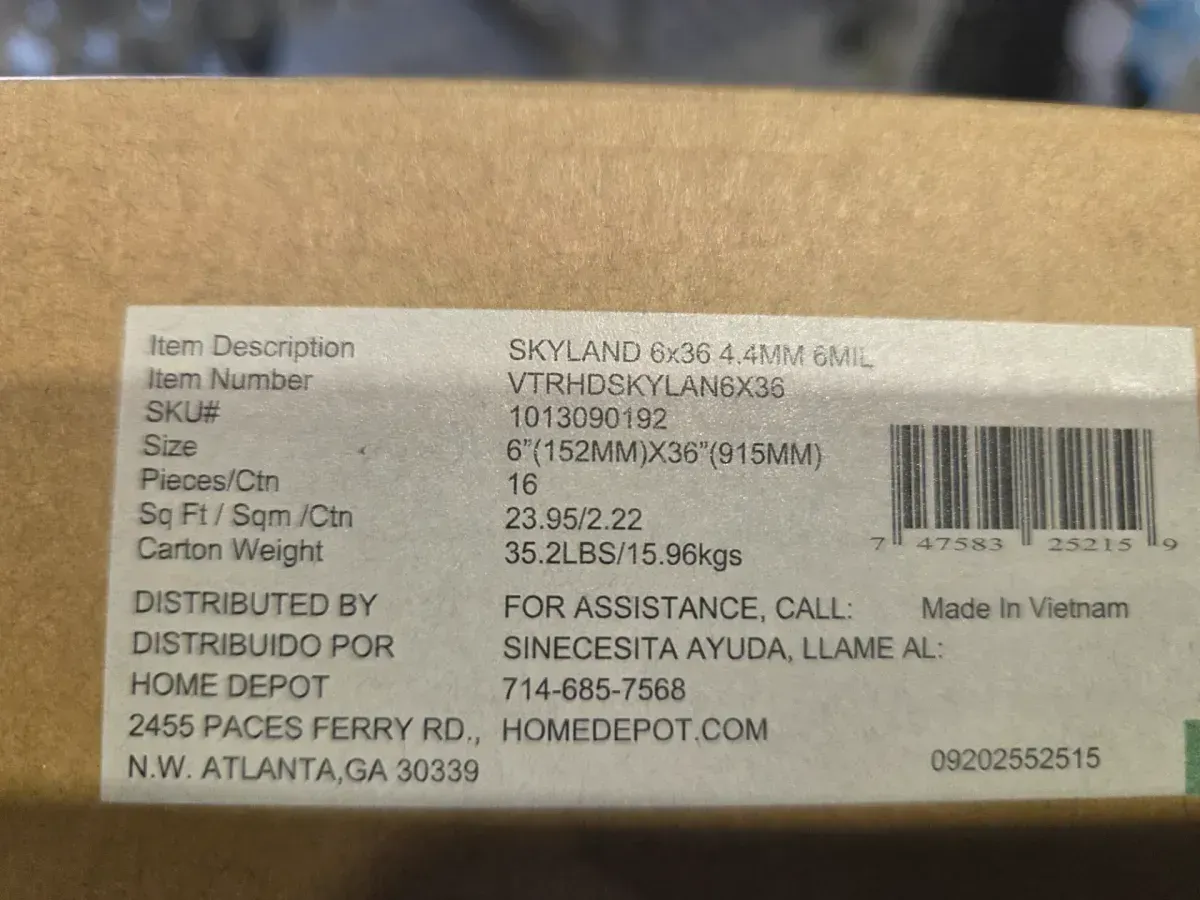 Item Description SKYLAND 6x36 4.4MM 6MIL
Item Number VTRHDSKYLAN6X36
SKU# 1013090192
Size 6”(152MM)X36”(915MM)
Pieces/Ctn 16
Sq Ft / Sqm /Ctn 23.95/2.22
Carton Weight 35.2LBS/15.96kgs
7 47583 25215 9
DISTRIBUTED BY FOR ASSISTANCE, CALL: Made In Vietnam
DISTRIBUIDO POR SINECESITA AYUDA, LLAME AL:
HOME DEPOT 714-685-7568
2455 PACES FERRY RD., HOMEDEPOT.COM
N.W. ATLANTA,GA 30339 09202552515